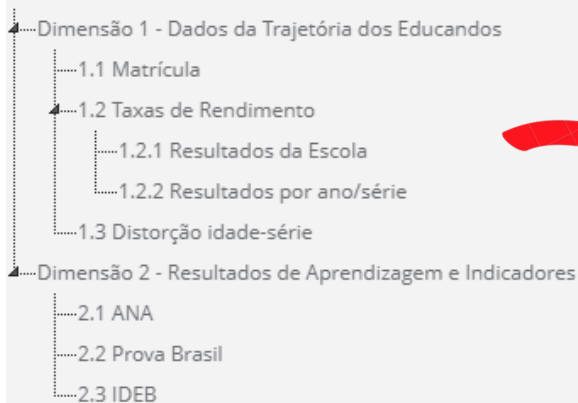 Dimensão 1 - Dados da Trajetória dos Educandos
1.1 Matrícula
1.2 Taxas de Rendimento
1.2.1 Resultados da Escola
1.2.2 Resultados por ano/série
1.3 Distorção idade-série
Dimensão 2 - Resultados de Aprendizagem e Indicadores
2.1 ANA
2.2 Prova Brasil
2.3 IDEB